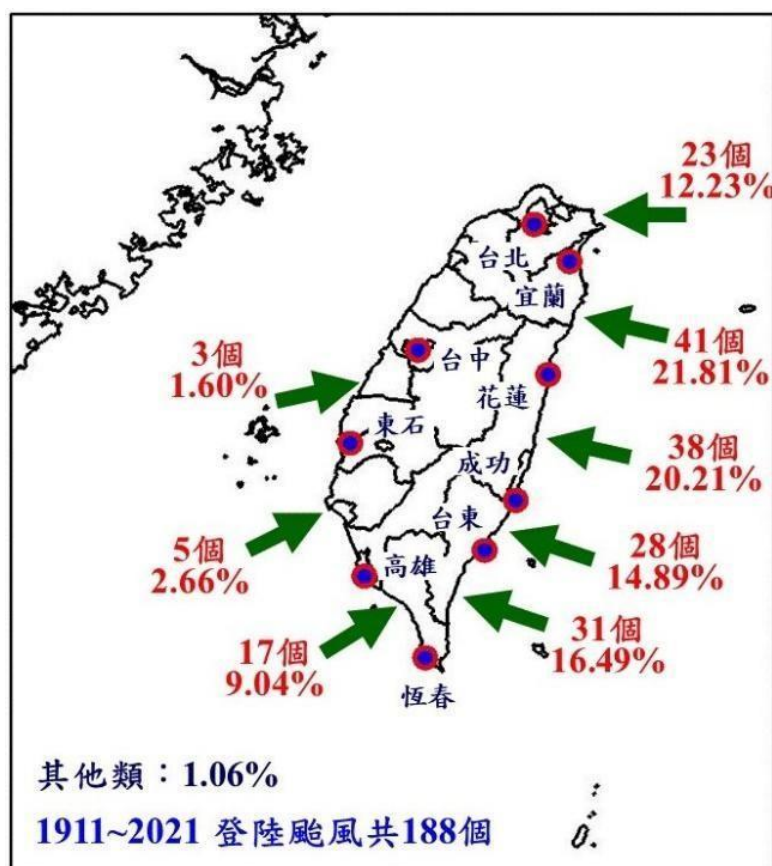 23個
12.23%
台北
宜蘭
41個
21.81%
3個
1.60%
台中
花蓮
東石
38個
20.21%
成功
台東
5個
2.66%
高雄
28個
14.89%
17個
9.04%
31個
16.49%
恆春
其他類：1.06%
1911~2021 登陸颱風共188個